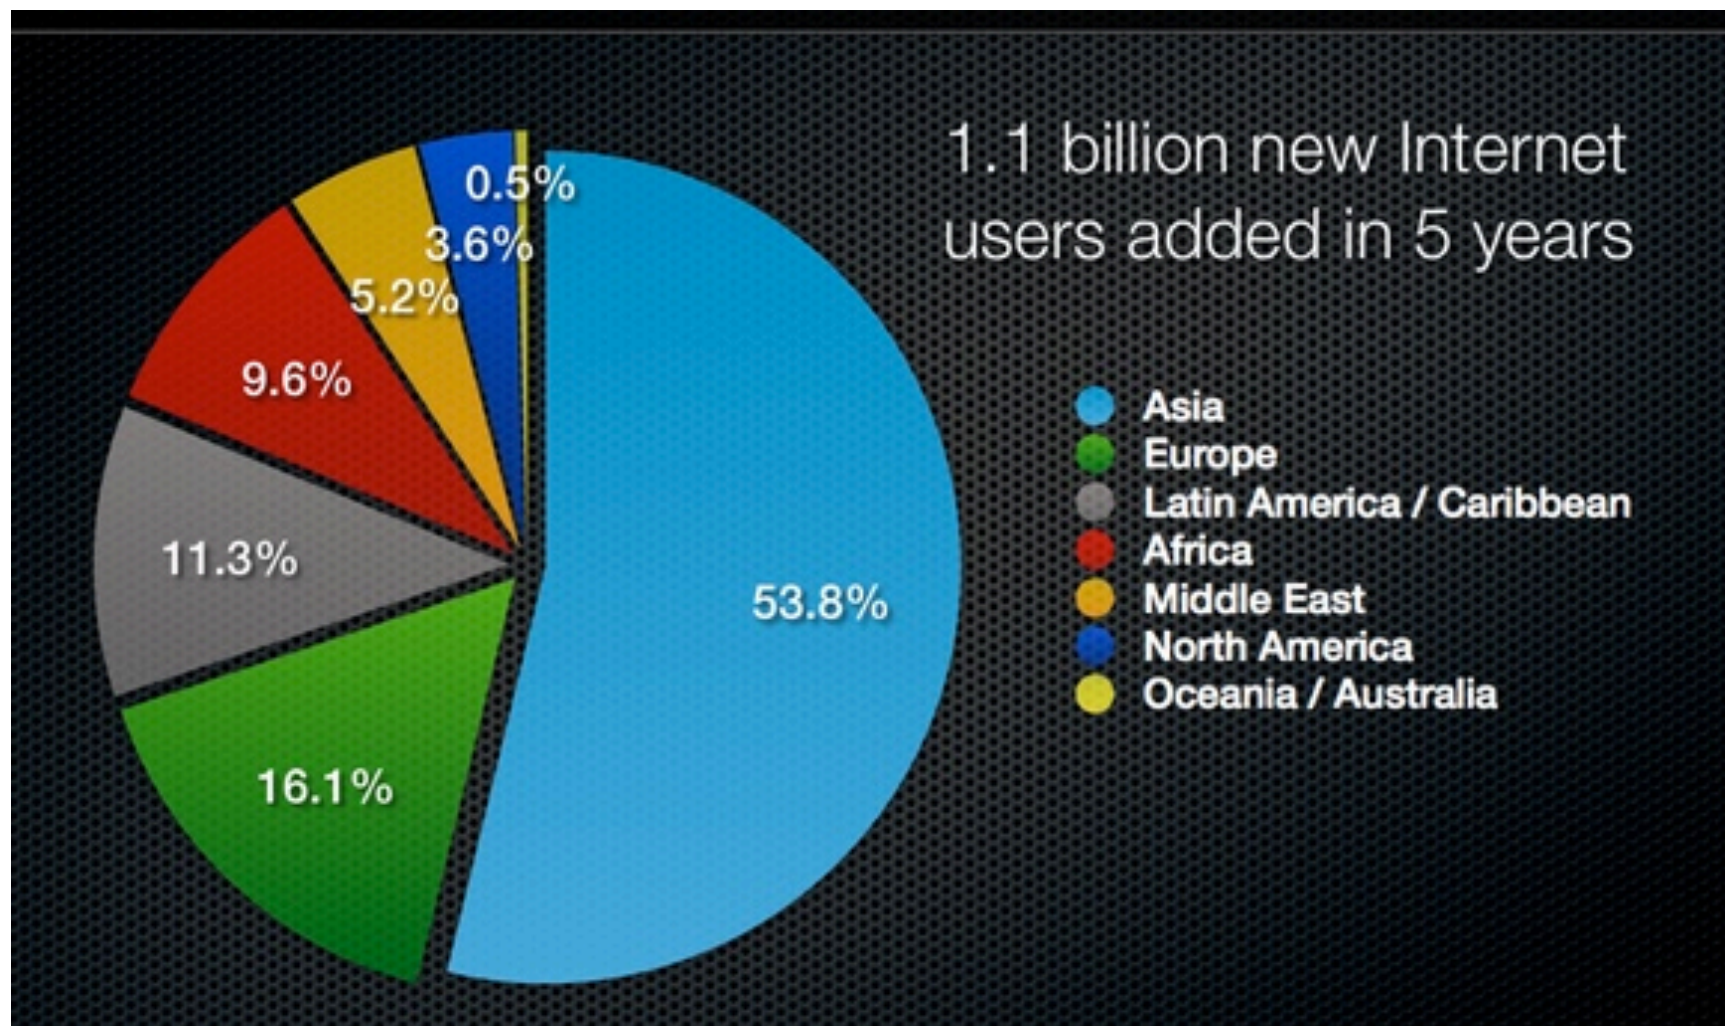 1.1 billion new Internet
users added in 5 years
0.5%
3.6%
5.2%
9.6%
11.3%
53.8%
16.1%
Asia
Europe
Latin America / Caribbean
Africa
Middle East
North America
Oceania / Australia